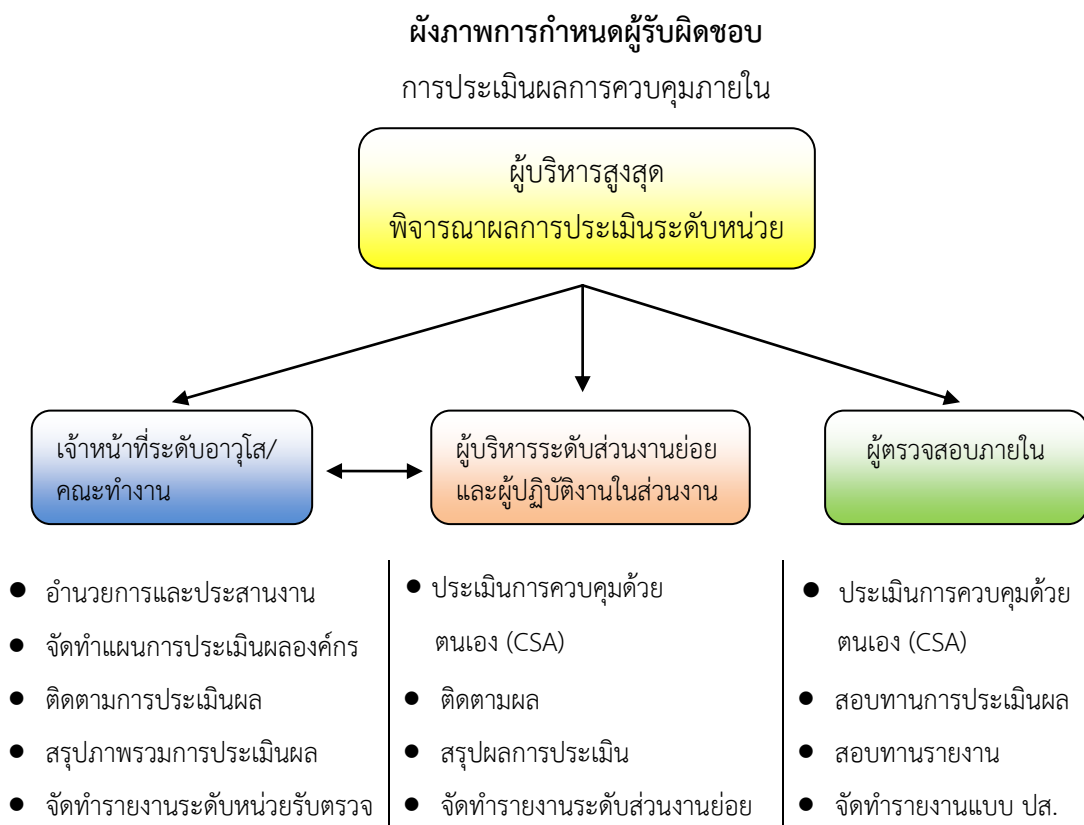 ผังภาพการกำหนดผู้รับผิดชอบ
การประเมินผลการควบคุมภายใน
ผู้บริหารสูงสุด
พิจารณาผลการประเมินระดับหน่วย
เจ้าหน้าที่ระดับอาวุโส/
คณะทำงาน
ผู้บริหารระดับส่วนงานย่อย
และผู้ปฏิบัติงานในส่วนงาน
ผู้ตรวจสอบภายใน
● อำนวยการและประสานงาน
● จัดทำแผนการประเมินผลองค์กร
● ติดตามการประเมินผล
● สรุปภาพรวมการประเมินผล
● จัดทำรายงานระดับหน่วยรับตรวจ
● ประเมินการควบคุมด้วย
ตนเอง (CSA)
● ติดตามผล
● สรุปผลการประเมิน
● จัดทำรายงานระดับส่วนงานย่อย
● ประเมินการควบคุมด้วย
ตนเอง (CSA)
● สอบทานการประเมินผล
● สอบทานรายงาน
● จัดทำรายงานแบบ ปส.